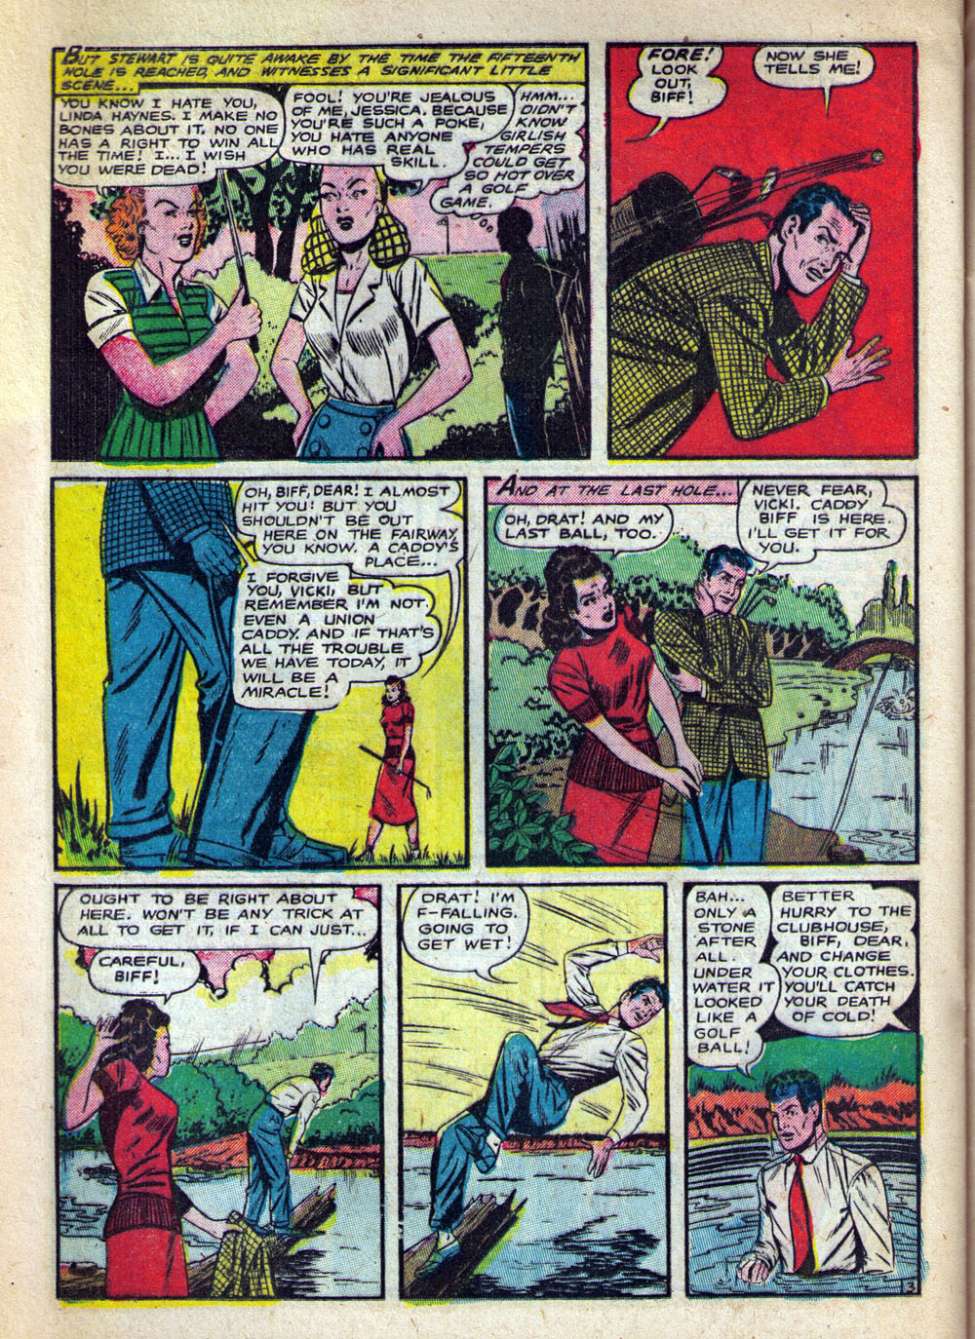 BUT STEWART IS QUITE AWAKE BY THE TIME THE FIFTEENTH
HOLE IS REACHED, AND WITNESSES A SIGNIFICANT LITTLE
SCENE...
YOU KNOW I HATE YOU,
LINDA HAYNES. I MAKE NO
BONES ABOUT IT. NO ONE
HAS A RIGHT TO WIN ALL
THE TIME! I... I WISH
YOU WERE DEAD!
FOOL! YOU'RE JEALOUS
OF ME, JESSICA. BECAUSE
YOU'RE SUCH A POKE,
YOU HATE ANYONE
WHO HAS REAL
SKILL.
HMM...
DIDN'T
KNOW
GIRLISH
TEMPERS
COULD GET
SO HOT OVER
A GOLF
GAME.
FORE!
LOOK
OUT,
BIFF!
NOW SHE
TELLS ME!
OH, BIFF, DEAR! I ALMOST
HIT YOU! BUT YOU
SHOULDN'T BE OUT
HERE ON THE FAIRWAY,
YOU KNOW. A CADDY'S
PLACE...
I FORGIVE
YOU, VICKI, BUT
REMEMBER I'M NOT
EVEN A UNION
CADDY. AND IF THAT'S
ALL THE TROUBLE
WE HAVE TODAY, IT
WILL BE A
MIRACLE!
AND AT THE LAST HOLE...
OH, DRAT! AND MY
LAST BALL, TOO.
NEVER FEAR,
VICKI. CADDY
BIFF IS HERE.
I'LL GET IT FOR
YOU.
OUGHT TO BE RIGHT ABOUT
HERE. WON'T BE ANY TRICK AT
ALL TO GET IT, IF I CAN JUST...
CAREFUL,
BIFF!
DRAT! I'M
F-FALLING.
GOING TO
GET WET!
BAH...
ONLY A
STONE
AFTER
ALL.
UNDER
WATER IT
LOOKED
LIKE A
GOLF
BALL!
BETTER
HURRY TO THE
CLUBHOUSE,
BIFF, DEAR,
AND CHANGE
YOUR CLOTHES.
YOU'LL CATCH
YOUR DEATH
OF COLD!
3